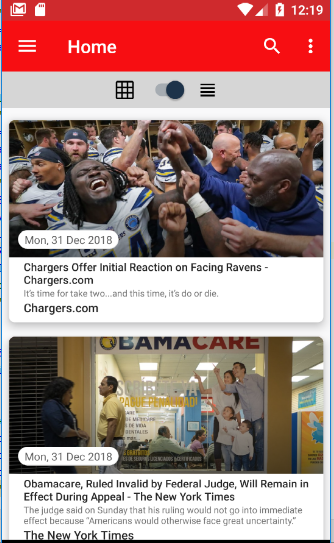 12:19
Home
Mon, 31 Dec 2018
Chargers Offer Initial Reaction on Facing Ravens -
Chargers.com
It's time for take two...and this time, it's do or die.
Chargers.com
OBAMACARE
Mon, 31 Dec 2018
Obamacare, Ruled Invalid by Federal Judge, Will Remain in
Effect During Appeal - The New York Times
The judge said on Sunday that his ruling would not go into immediate
effect because "Americans would otherwise face great uncertainty."
The New York Times